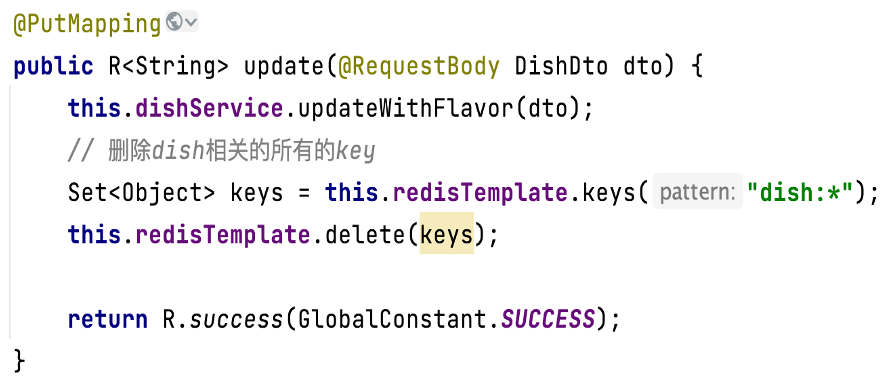 @PutMapping
public R<String> update(@RequestBody DishDto dto) {
    this.dishService.updateWithFlavor(dto);
    // 删除dish相关的所有的key
    Set<Object> keys = this.redisTemplate.keys( pattern: "dish:*");
    this.redisTemplate.delete(keys);
    return R.success(GlobalConstant.SUCCESS);
}